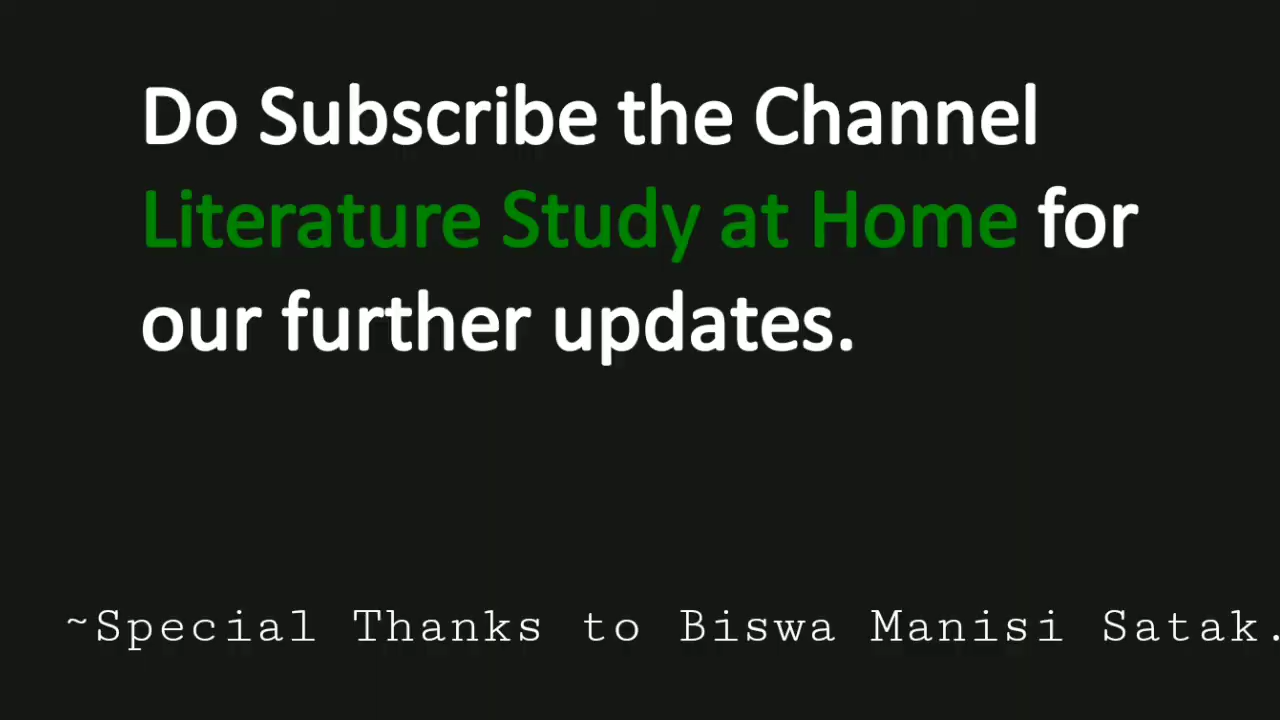 Do Subscribe the Channel
Literature Study at Home for
our further updates.
~Special Thanks to Biswa Manisi Satak.